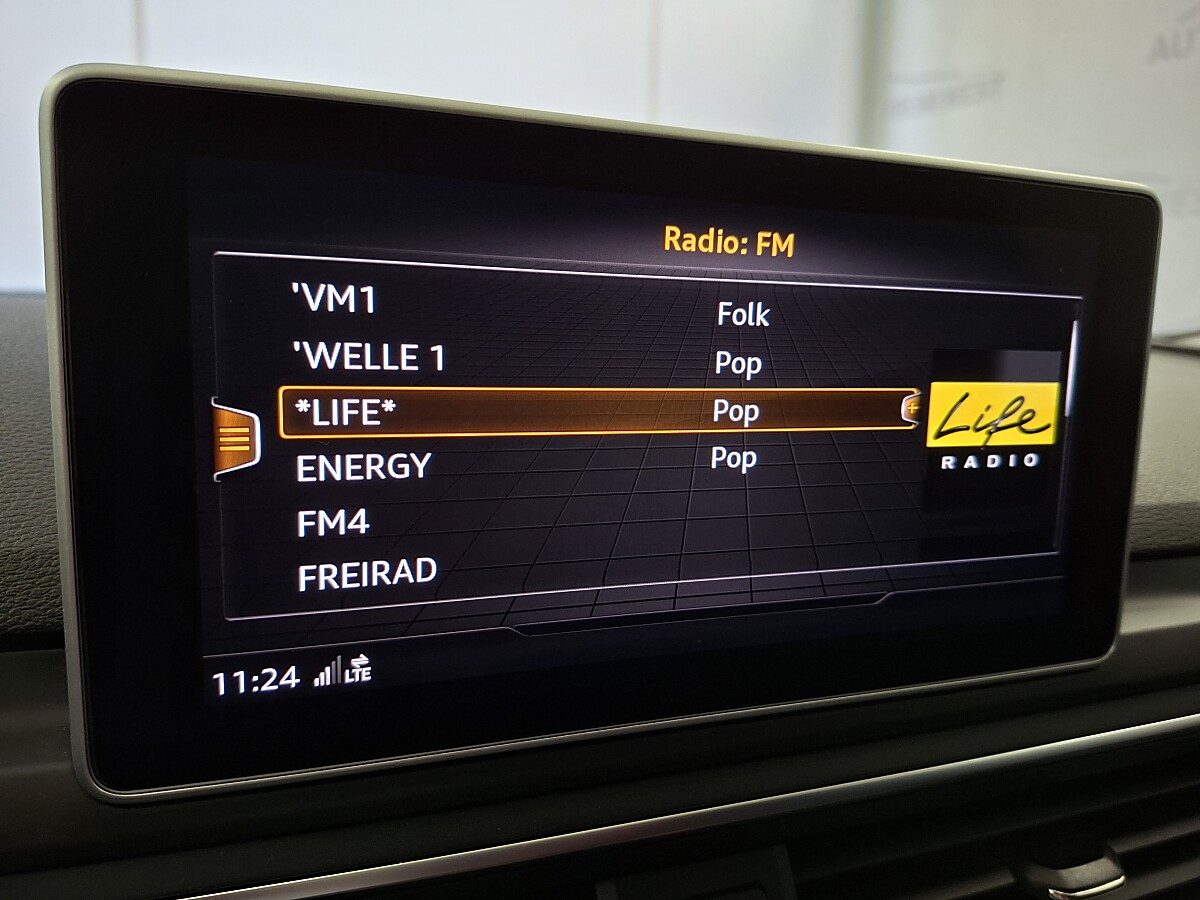 Radio: FM
'VM1 Folk
'WELLE 1 Pop
*LIFE* Pop
ENERGY Pop
FM4
FREIRAD
Life
RADIO
11:24 LTE